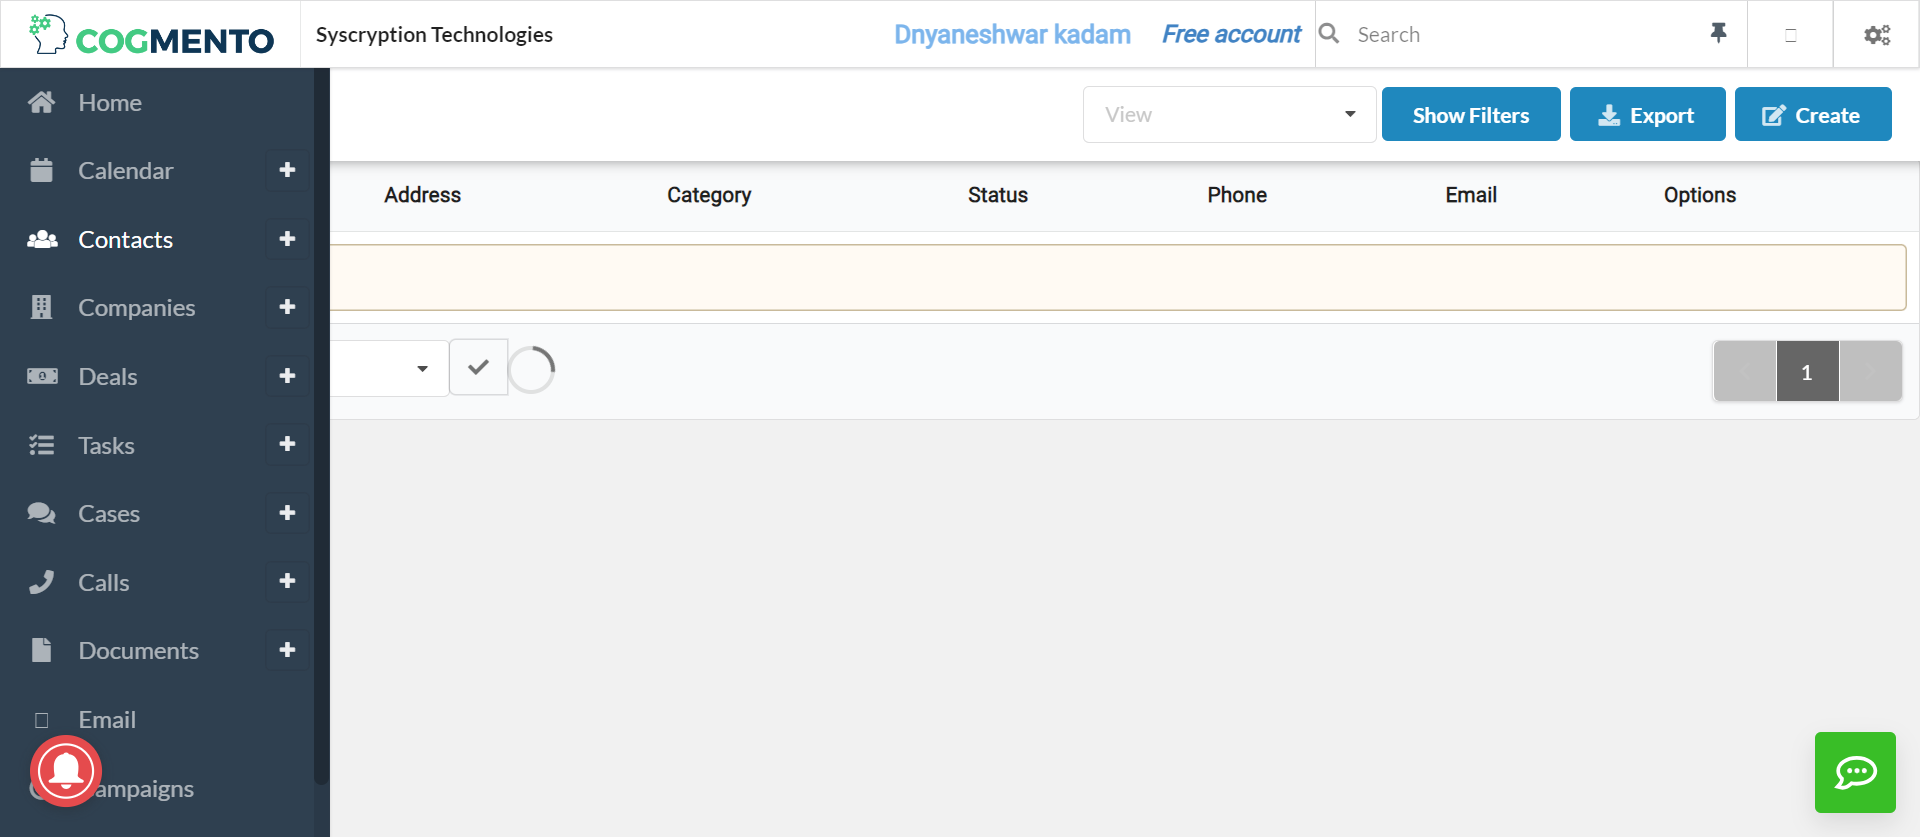 COGMENTO
Syscryption Technologies
Dnyaneshwar kadam
Free account
Search
Home
Calendar
Contacts
Companies
Deals
Tasks
Cases
Calls
Documents
Email
ampaigns
View
Show Filters
Export
Create
Address
Category
Status
Phone
Email
Options
1